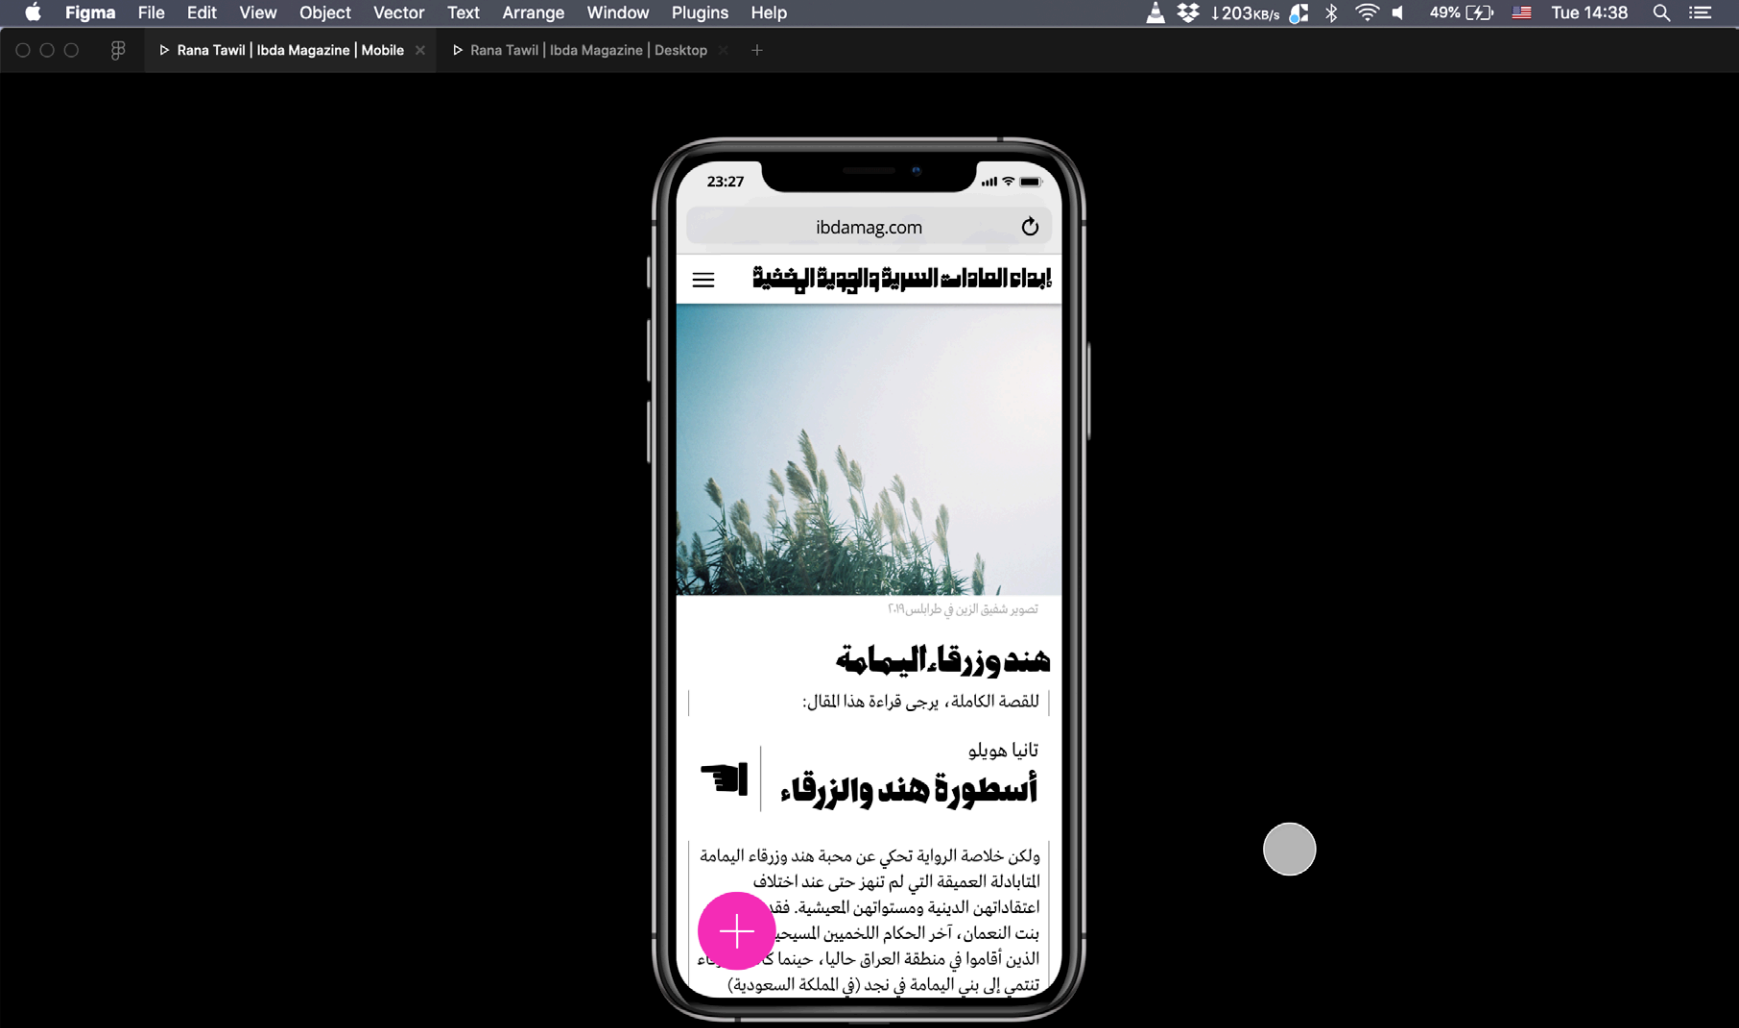 Figma File Edit View Object Vector Text Arrange Window Plugins Help ↓203KB/s 49% Tue 14:38
Rana Tawil | Ibda Magazine | Mobile Rana Tawil | Ibda Magazine | Desktop
23:27
ibdamag.com
إبداء العادات السرية والجدية الخفية
تصوير شفيق الزين في طرابلس ٢٠١٩
هند وزرقاء اليمامة
للقصة الكاملة، يرجى قراءة هذا المقال:
تانيا هويلو
أسطورة هند والزرقاء
ولكن خلاصة الرواية تحكي عن محبة هند وزرقاء اليمامة
المتابادلة العميقة التي لم تنهز حتى عند اختلاف
اعتقاداتهن الدينية ومستواتهن المعيشية. فقد
بنت النعمان، آخر الحكام اللخميين
الذين أقاموا في منطقة العراق حاليا، حينما
تنتمي إلى بني اليمامة في نجد (في المملكة السعودية)